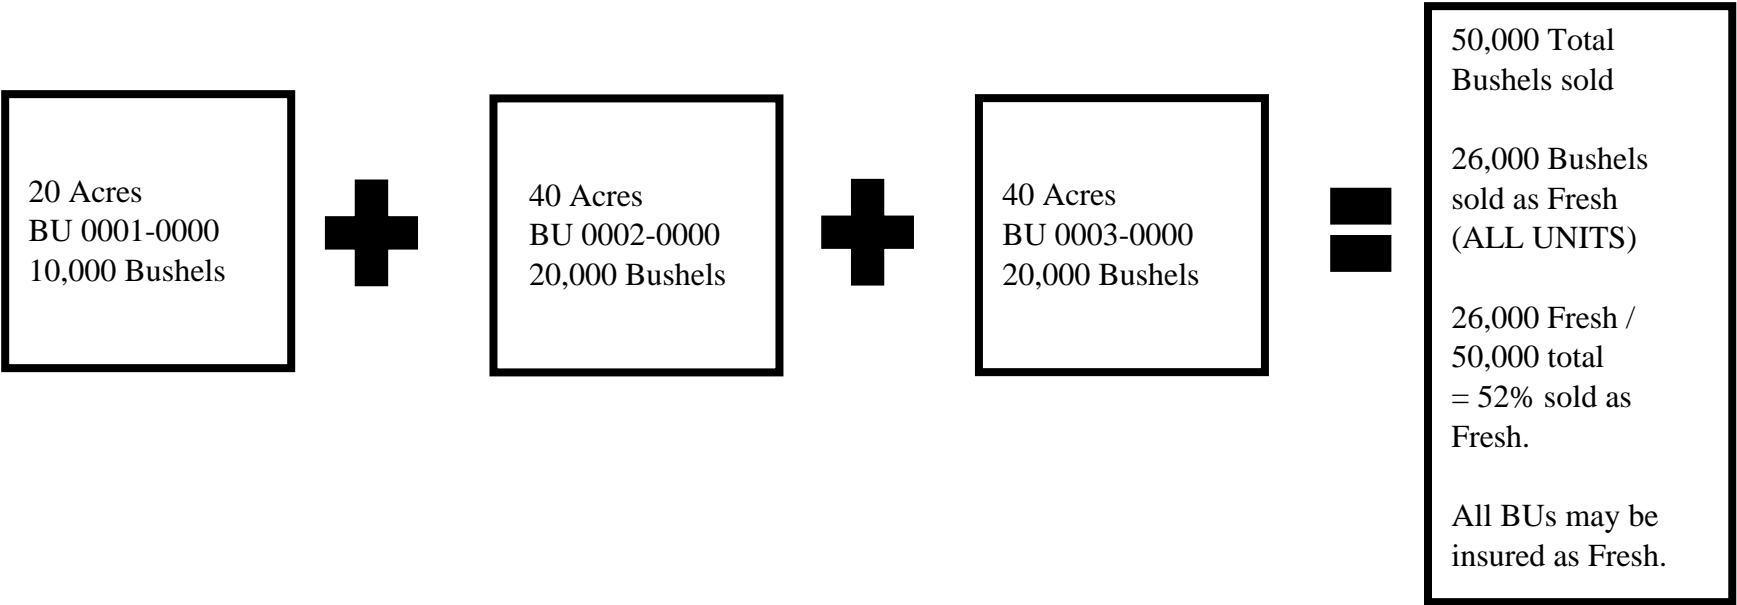 20 Acres
BU 0001-0000
10,000 Bushels
40 Acres
BU 0002-0000
20,000 Bushels
40 Acres
BU 0003-0000
20,000 Bushels
50,000 Total
Bushels sold
26,000 Bushels
sold as Fresh
(ALL UNITS)
26,000 Fresh /
50,000 total
= 52% sold as
Fresh.
All BUs may be
insured as Fresh.